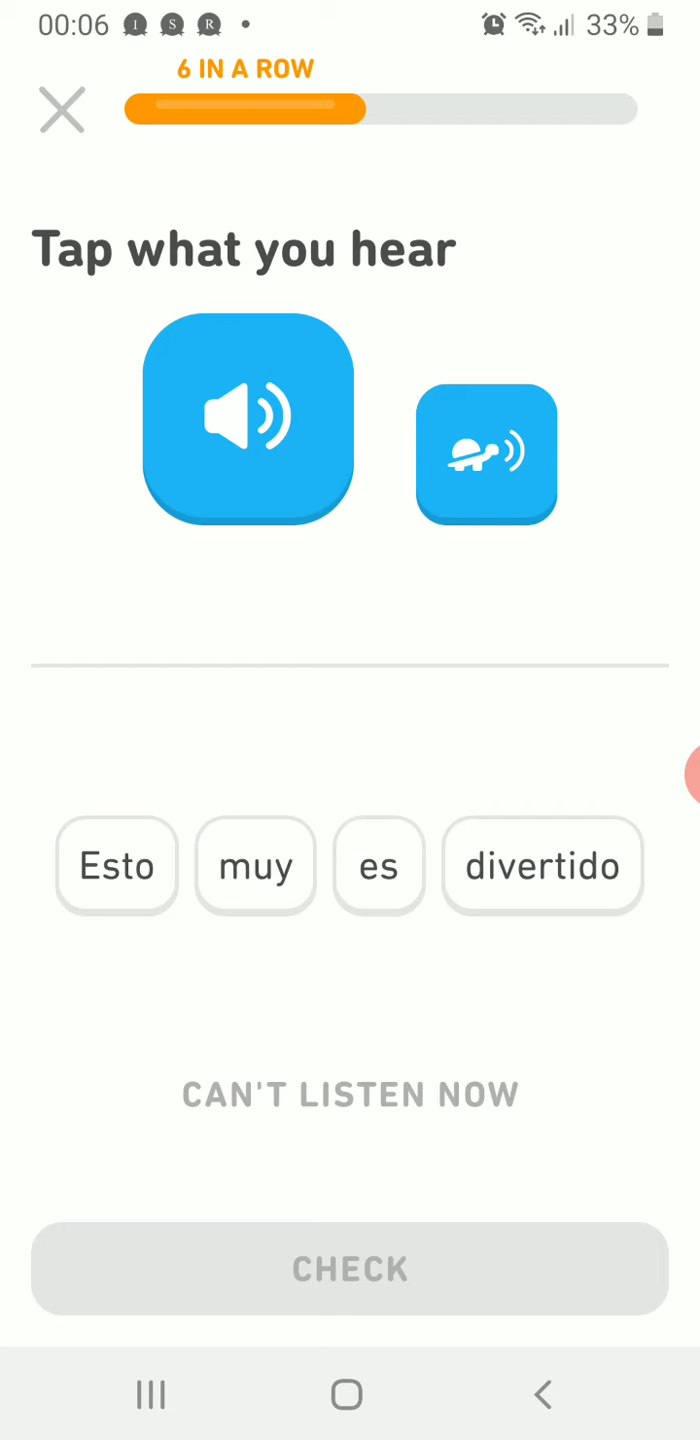 00:06 I S R • 33%
6 IN A ROW
Tap what you hear
Esto muy es divertido
CAN'T LISTEN NOW
CHECK